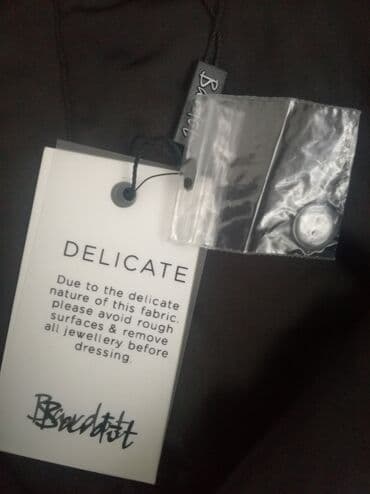 DELICATE
Due to the delicate
nature of this fabric.
please avoid rough
surfaces & remove
all jewellery before
dressing.